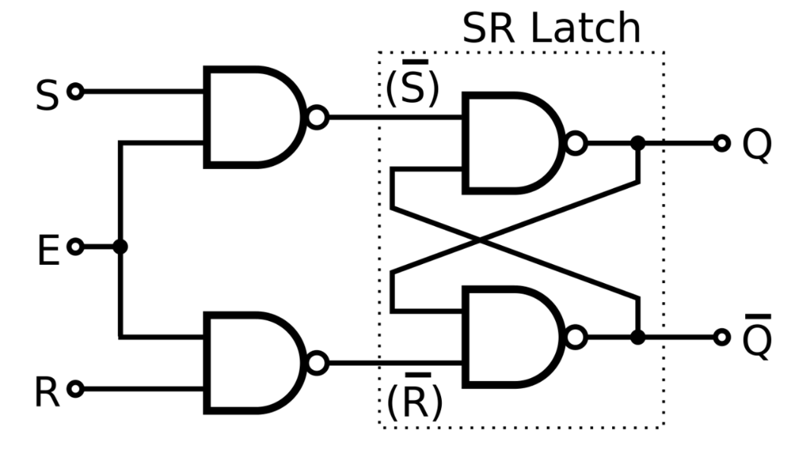 SR Latch
S
(S̅)
Q
E
Q̅
R
(R̅)